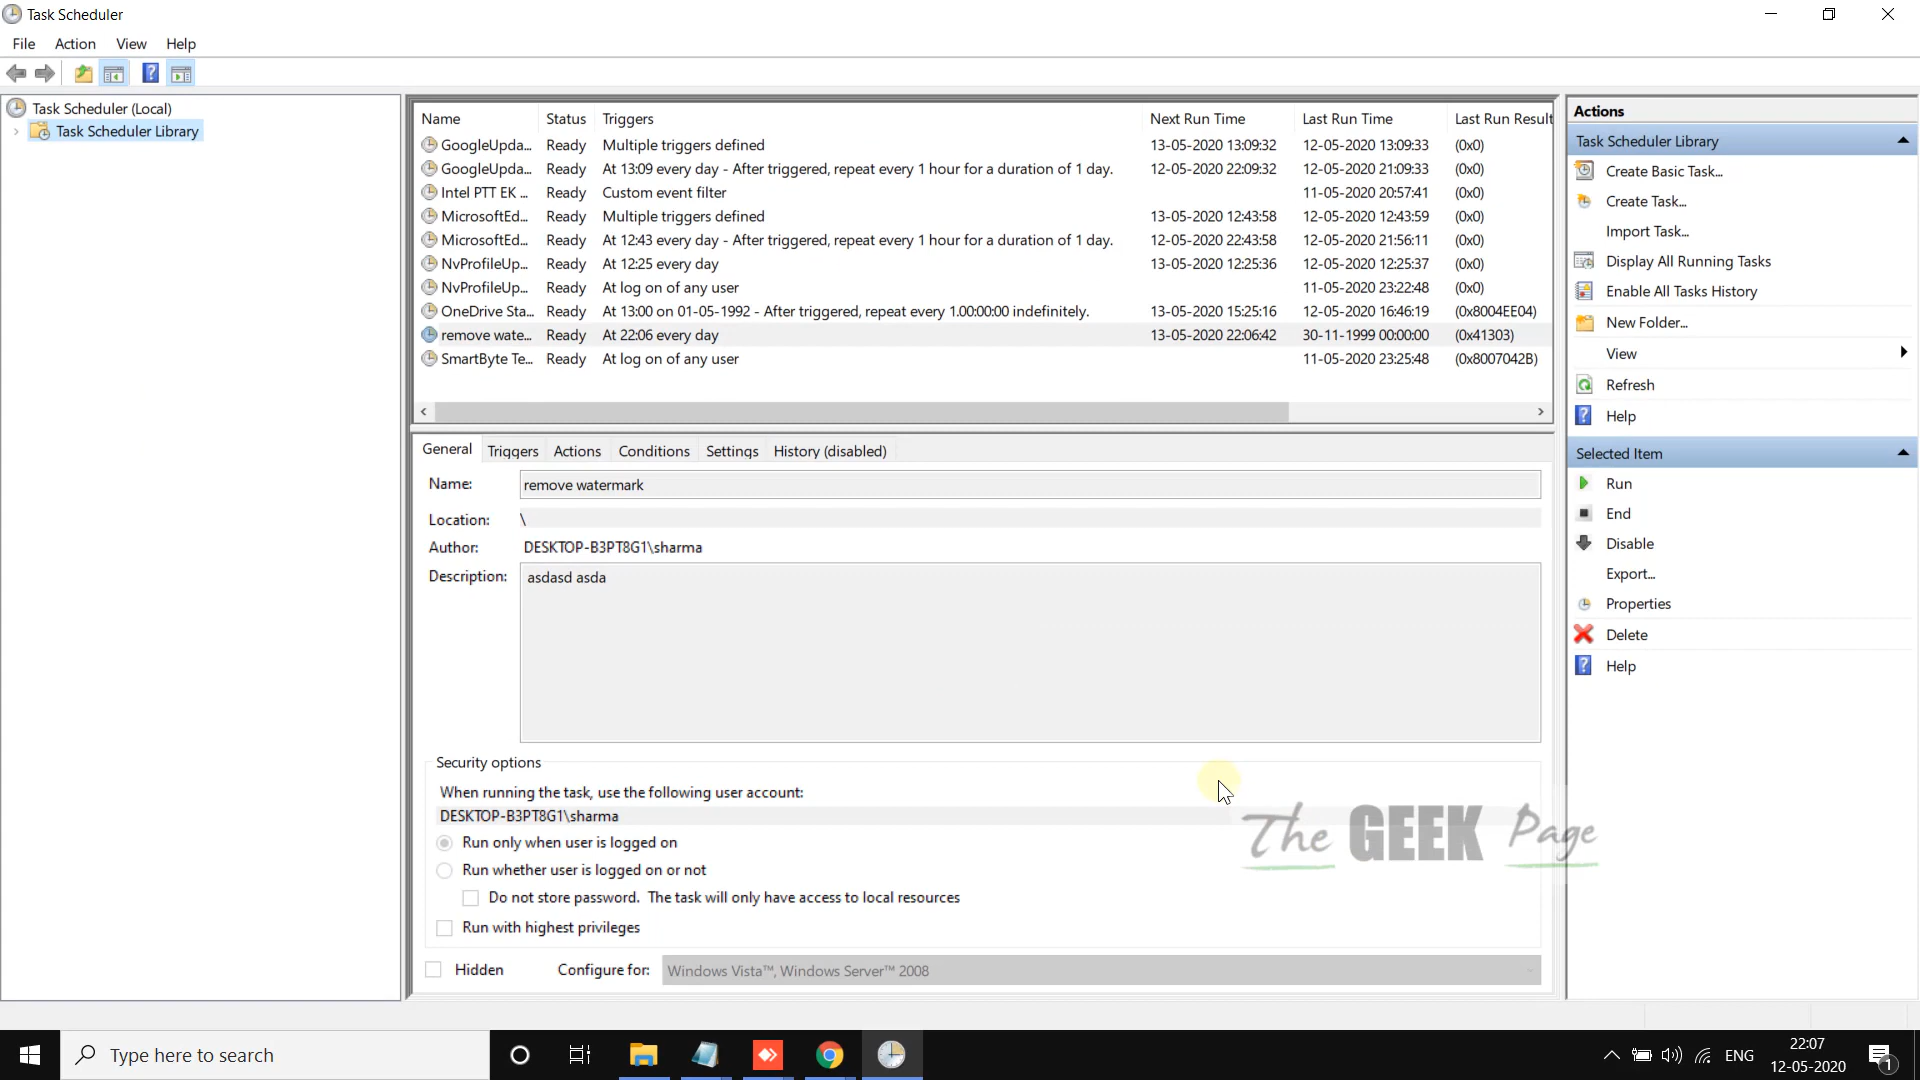 Task Scheduler
File Action View Help
Task Scheduler (Local)
Task Scheduler Library
Name Status Triggers Next Run Time Last Run Time Last Run Result
GoogleUpda... Ready Multiple triggers defined 13-05-2020 13:09:32 12-05-2020 13:09:33 (0x0)
GoogleUpda... Ready At 13:09 every day - After triggered, repeat every 1 hour for a duration of 1 day. 12-05-2020 22:09:32 12-05-2020 21:09:33 (0x0)
Intel PTT EK ... Ready Custom event filter 11-05-2020 20:57:41 (0x0)
MicrosoftEd... Ready Multiple triggers defined 13-05-2020 12:43:58 12-05-2020 12:43:59 (0x0)
MicrosoftEd... Ready At 12:43 every day - After triggered, repeat every 1 hour for a duration of 1 day. 12-05-2020 22:43:58 12-05-2020 21:56:11 (0x0)
NvProfileUp... Ready At 12:25 every day 13-05-2020 12:25:36 12-05-2020 12:25:37 (0x0)
NvProfileUp... Ready At log on of any user 11-05-2020 23:22:48 (0x0)
OneDrive Sta... Ready At 13:00 on 01-05-1992 - After triggered, repeat every 1.00:00:00 indefinitely. 13-05-2020 15:25:16 12-05-2020 16:46:19 (0x8004EE04)
remove wate... Ready At 22:06 every day 13-05-2020 22:06:42 30-11-1999 00:00:00 (0x41303)
SmartByte Te... Ready At log on of any user 11-05-2020 23:25:48 (0x8007042B)
General Triggers Actions Conditions Settings History (disabled)
Name: remove watermark
Location: \
Author: DESKTOP-B3PT8G1\sharma
Description: asdasd asda
Security options
When running the task, use the following user account:
DESKTOP-B3PT8G1\sharma
Run only when user is logged on
Run whether user is logged on or not
Do not store password. The task will only have access to local resources
Run with highest privileges
Hidden Configure for: Windows Vista™, Windows Server™ 2008
The GEEK Page
Actions
Task Scheduler Library
Create Basic Task...
Create Task...
Import Task...
Display All Running Tasks
Enable All Tasks History
New Folder...
View
Refresh
Help
Selected Item
Run
End
Disable
Export...
Properties
Delete
Help
Type here to search
ENG
22:07
12-05-2020
1